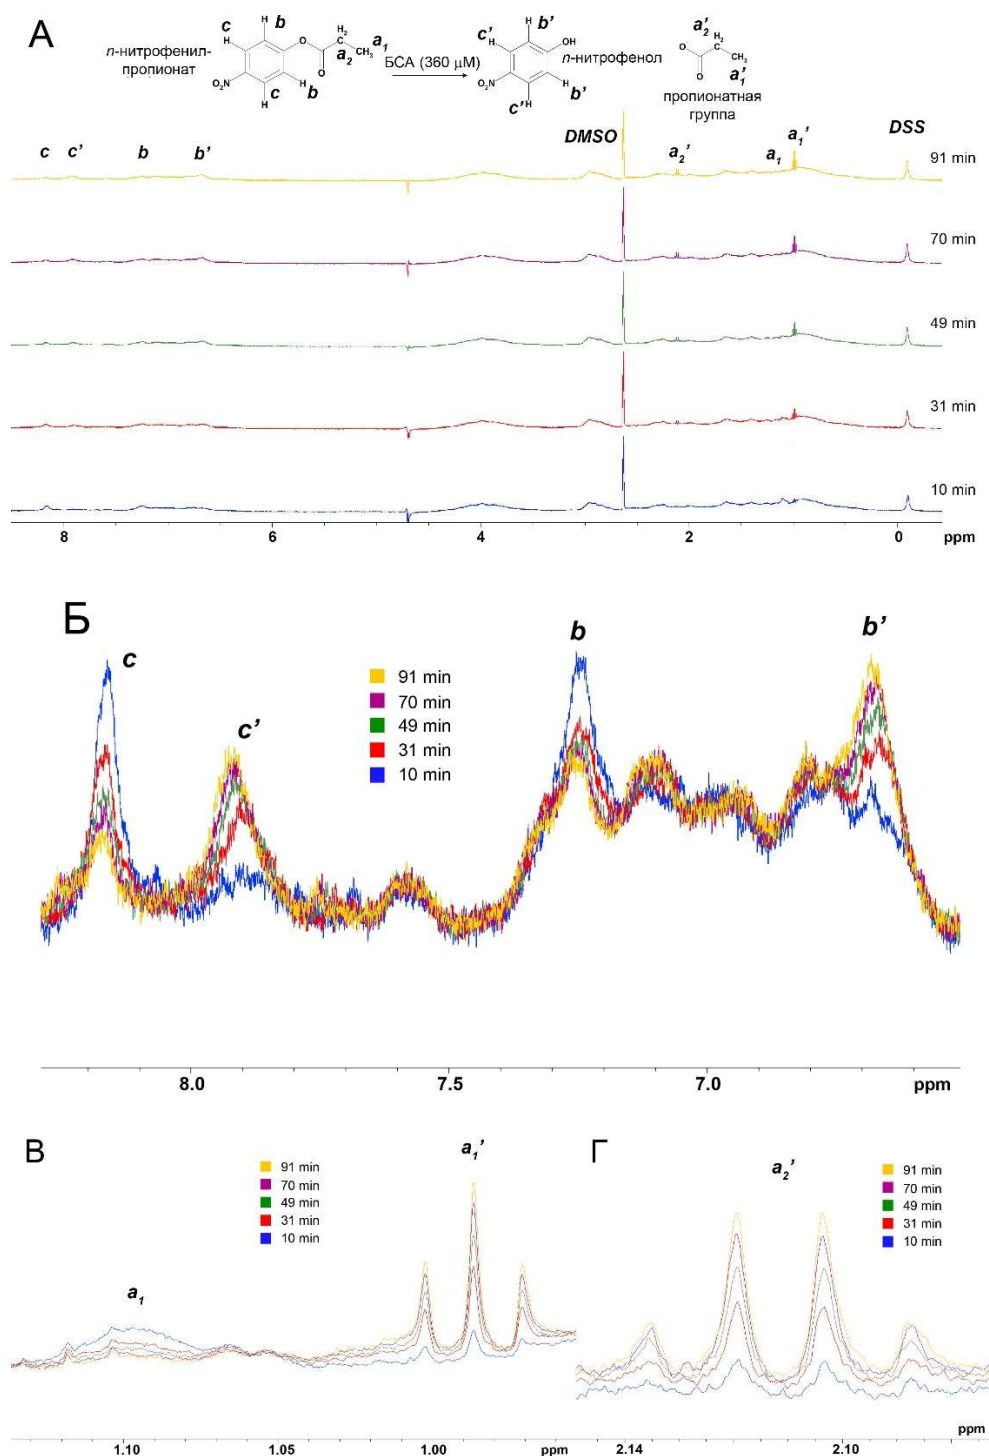 А
H H
c b
b' H
c'
H H
O
H₂
C
a₁
CH₃
a₂
O
NO₂
H H
c b
n-нитрофенил-
пропионат
БСА (360 μM)
OH
n-нитрофенол
NO₂
H H
c' b'
a₂'
H₂
O C
CH₃
O
a₁'
пропионатная
группа
c c' b b' DMSO a₂' a₁ a₁' DSS
91 min
70 min
49 min
31 min
10 min
8 6 4 2 0 ppm
Б
c c' b b'
91 min
70 min
49 min
31 min
10 min
8.0 7.5 7.0 ppm
В
a₁ a₁'
91 min
70 min
49 min
31 min
10 min
1.10 1.05 1.00 ppm
Г
a₂'
91 min
70 min
49 min
31 min
10 min
2.14 2.10 ppm